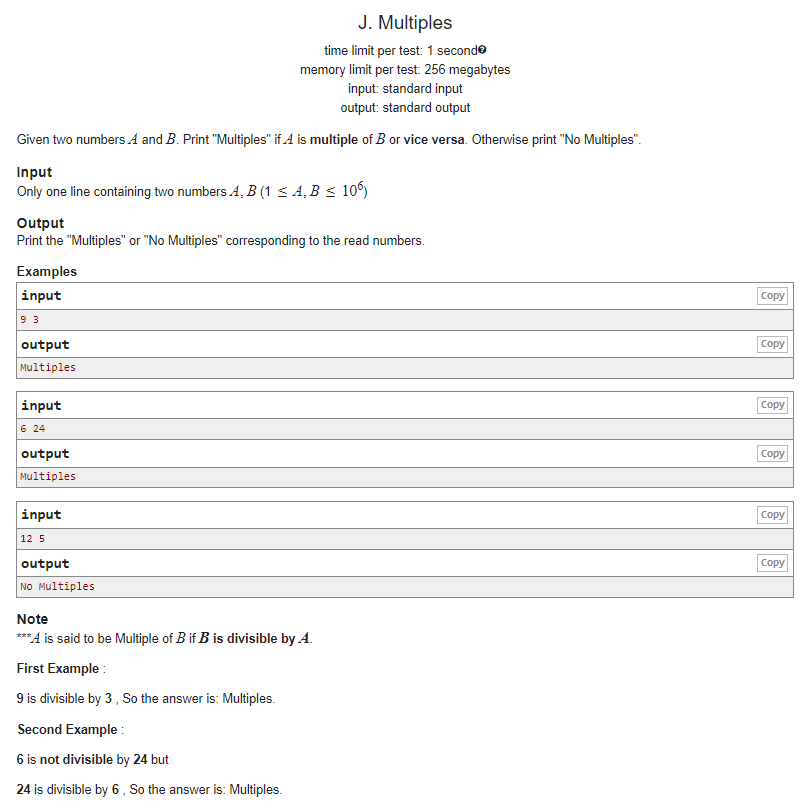 J. Multiples
time limit per test: 1 second?
memory limit per test: 256 megabytes
input: standard input
output: standard output
Given two numbers A and B. Print "Multiples" if A is multiple of B or vice versa. Otherwise print "No Multiples".
Input
Only one line containing two numbers A, B (1 ≤ A, B ≤ 10⁶)
Output
Print the "Multiples" or "No Multiples" corresponding to the read numbers.
Examples
input Copy
9 3
output Copy
Multiples
input Copy
6 24
output Copy
Multiples
input Copy
12 5
output Copy
No Multiples
Note
***A is said to be Multiple of B if B is divisible by A.
First Example :
9 is divisible by 3 , So the answer is: Multiples.
Second Example :
6 is not divisible by 24 but
24 is divisible by 6 , So the answer is: Multiples.